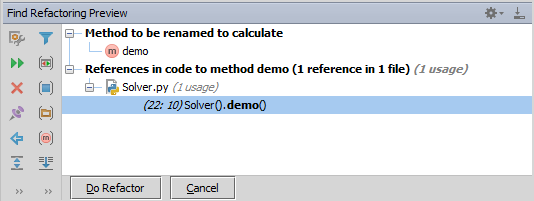 Find Refactoring Preview
Method to be renamed to calculate
m demo
References in code to method demo (1 reference in 1 file) (1 usage)
Solver.py (1 usage)
(22: 10) Solver().demo()
Do Refactor Cancel